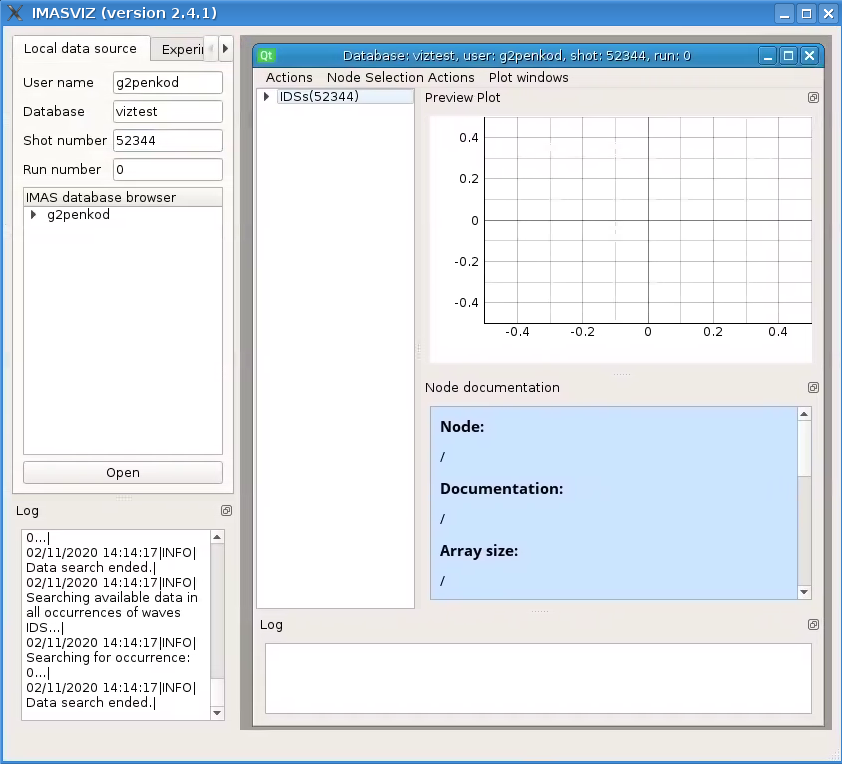 IMASVIZ (version 2.4.1)
Local data source
Experir
User name
g2penkod
Database
viztest
Shot number
52344
Run number
0
IMAS database browser
g2penkod
Open
Log
0...|
02/11/2020 14:14:17|INFO|
Data search ended.|
02/11/2020 14:14:17|INFO|
Searching available data in
all occurrences of waves
IDS...|
02/11/2020 14:14:17|INFO|
Searching for occurrence:
0...|
02/11/2020 14:14:17|INFO|
Data search ended.|
Qt
Database: viztest, user: g2penkod, shot: 52344, run: 0
Actions Node Selection Actions Plot windows
IDSs(52344)
Preview Plot
0.4
0.2
0
-0.2
-0.4
-0.4 -0.2 0 0.2 0.4
Node documentation
Node:
/
Documentation:
/
Array size:
/
Log